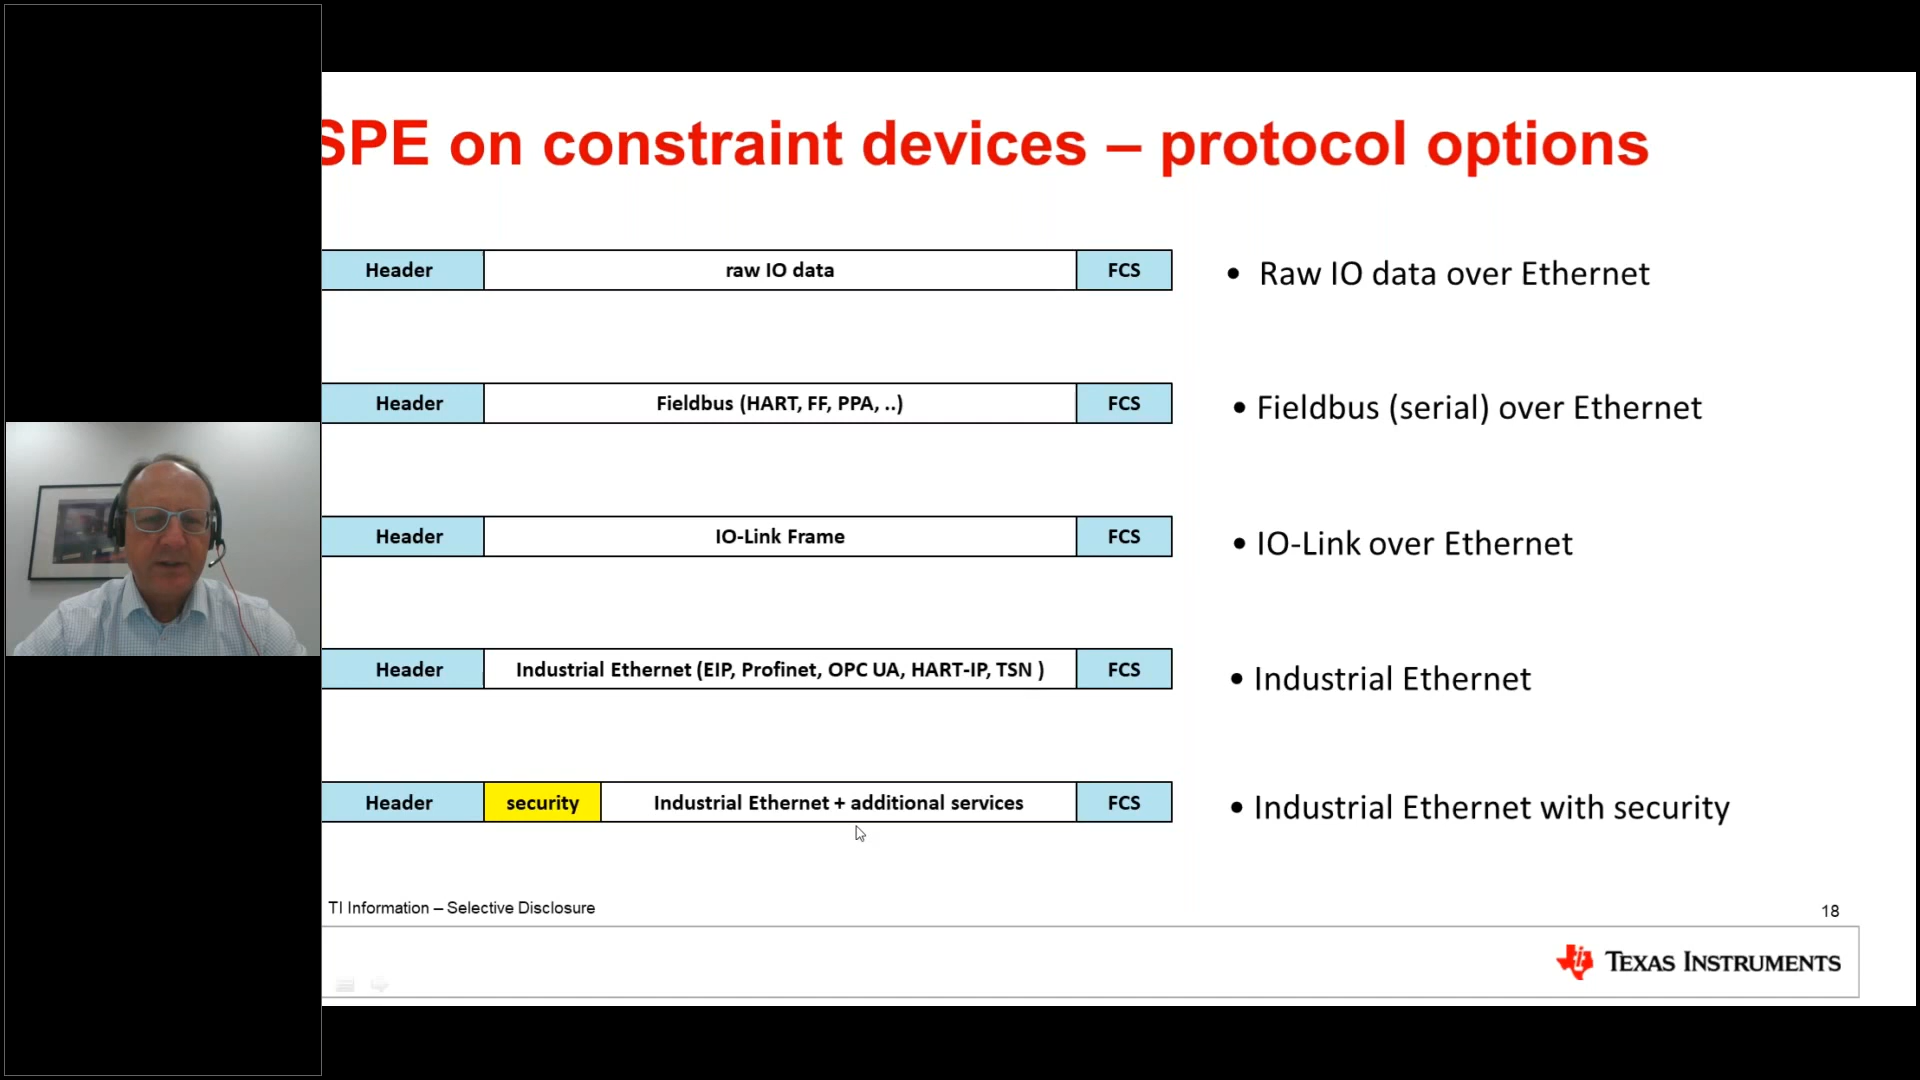 SPE on constraint devices – protocol options
Header raw IO data FCS
• Raw IO data over Ethernet
Header Fieldbus (HART, FF, PPA, ..) FCS
• Fieldbus (serial) over Ethernet
Header IO-Link Frame FCS
• IO-Link over Ethernet
Header Industrial Ethernet (EIP, Profinet, OPC UA, HART-IP, TSN ) FCS
• Industrial Ethernet
Header security Industrial Ethernet + additional services FCS
• Industrial Ethernet with security
TI Information – Selective Disclosure
18
TEXAS INSTRUMENTS